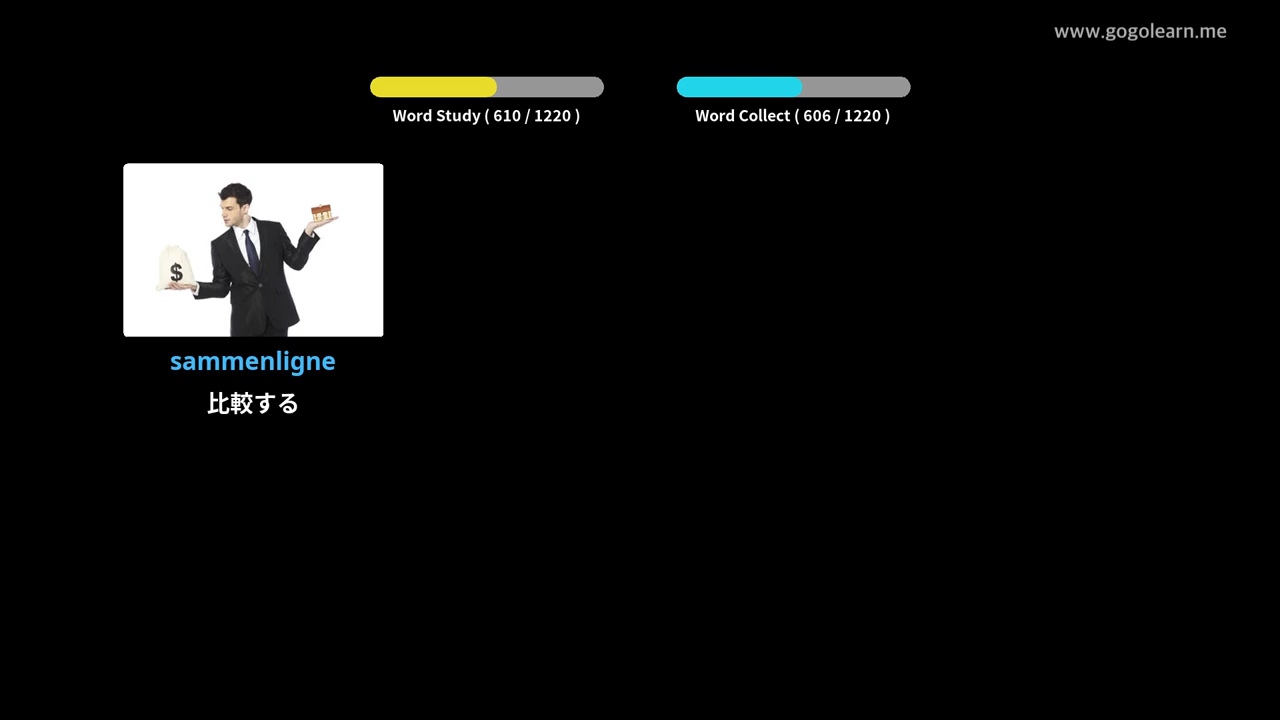 www.gogolearn.me
Word Study ( 610 / 1220 )
Word Collect ( 606 / 1220 )
$
sammenligne
比較する